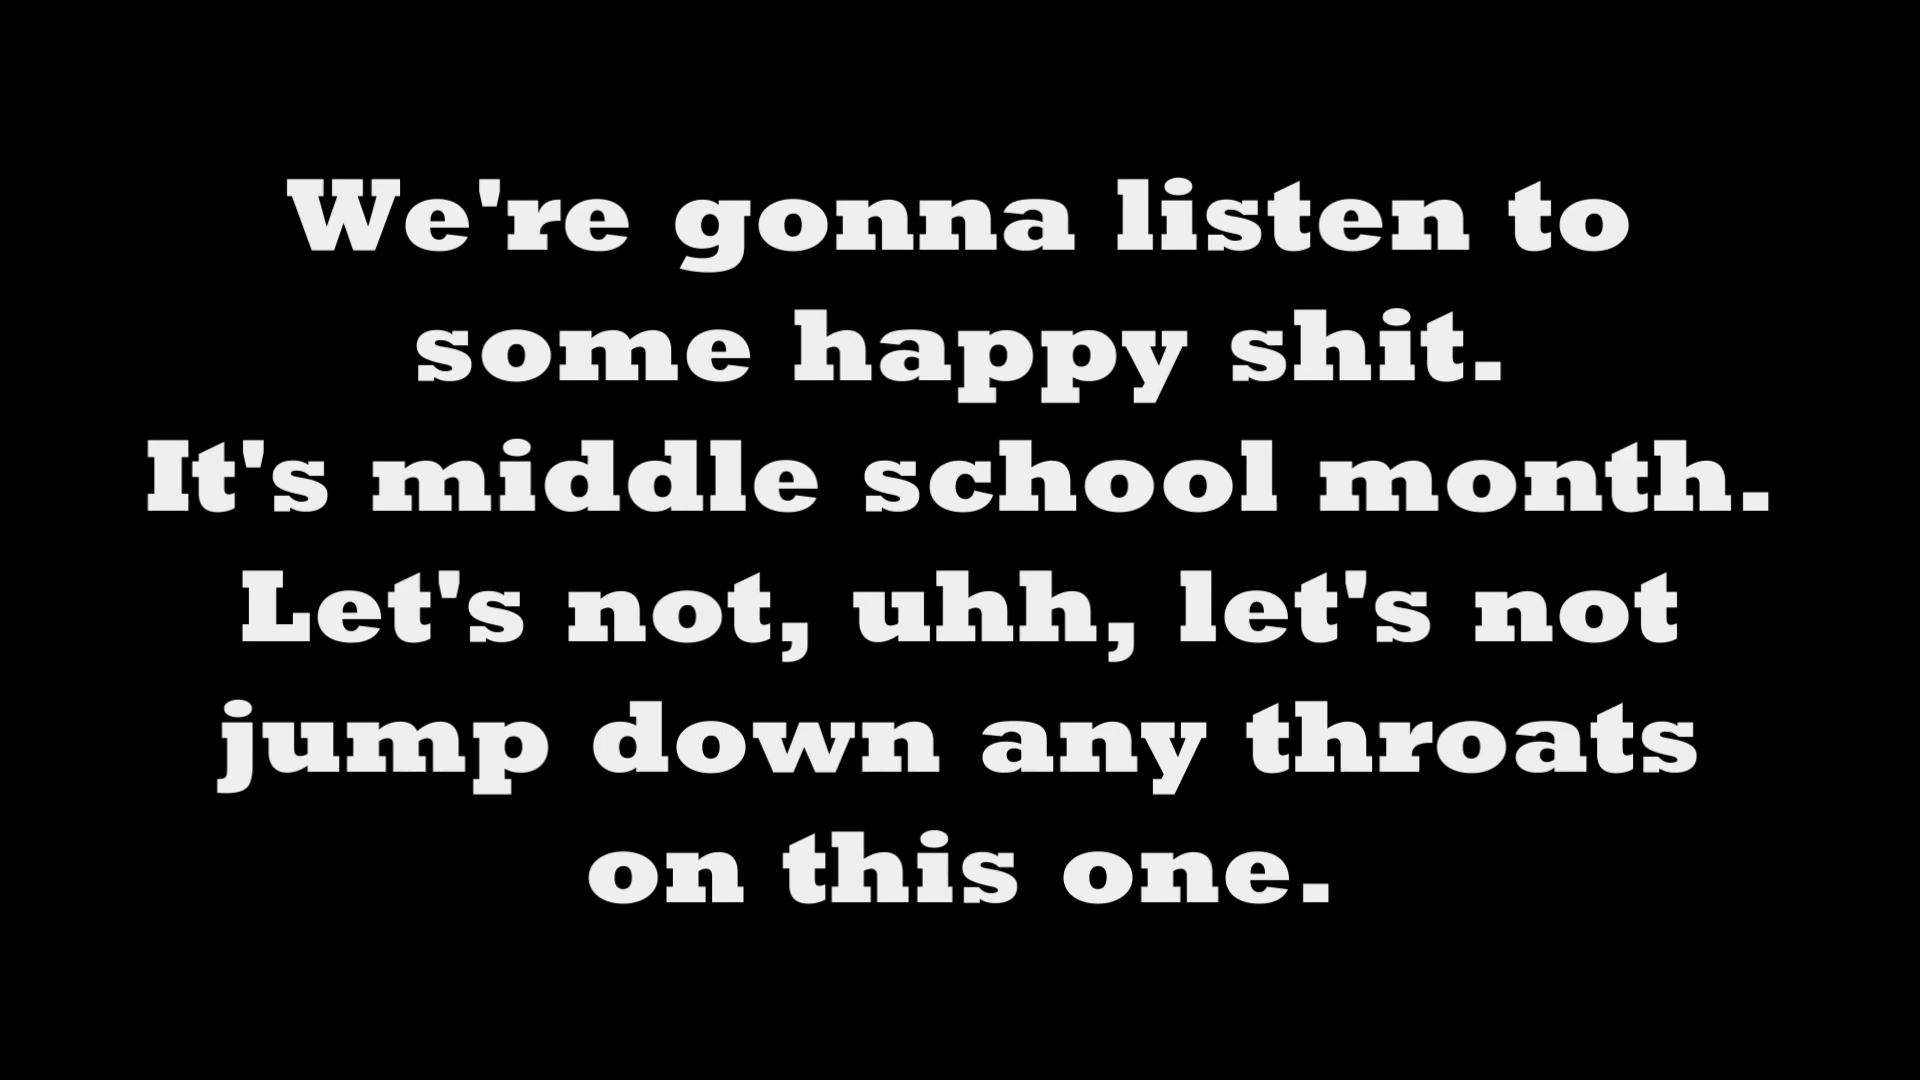 We're gonna listen to
some happy shit.
It's middle school month.
Let's not, uhh, let's not
jump down any throats
on this one.